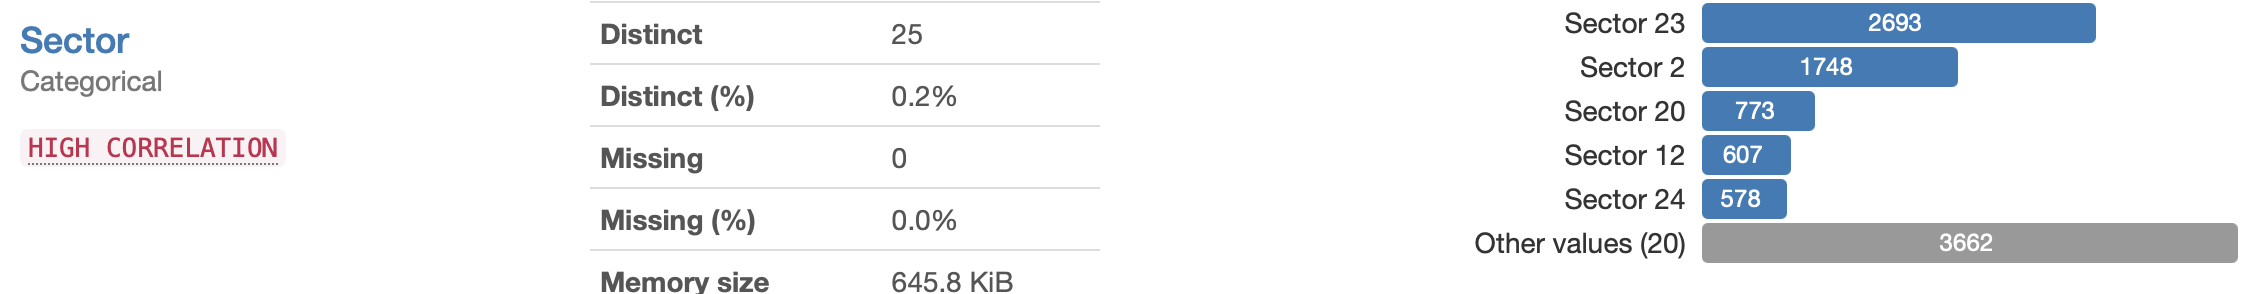 Sector
Categorical
HIGH CORRELATION
Distinct 25
Distinct (%) 0.2%
Missing 0
Missing (%) 0.0%
Memory size 645.8 KiB
Sector 23 2693
Sector 2 1748
Sector 20 773
Sector 12 607
Sector 24 578
Other values (20) 3662